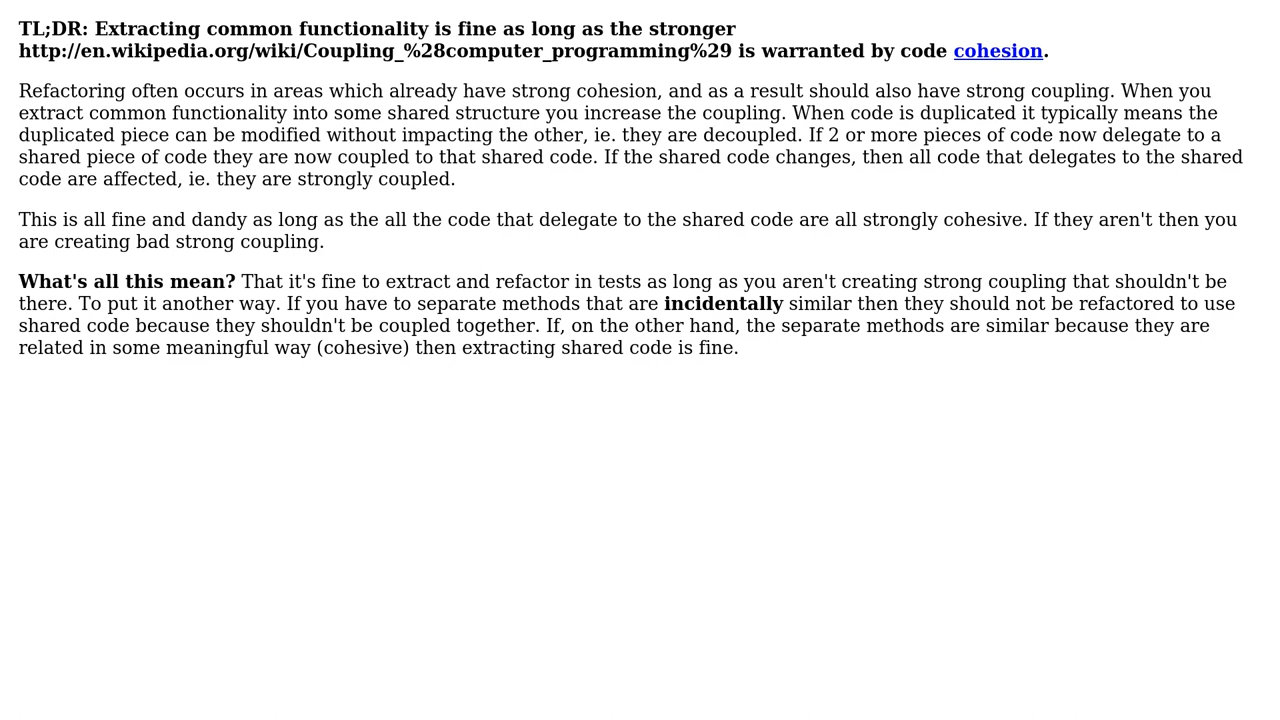 TL;DR: Extracting common functionality is fine as long as the stronger
http://en.wikipedia.org/wiki/Coupling_%28computer_programming%29 is warranted by code cohesion.
Refactoring often occurs in areas which already have strong cohesion, and as a result should also have strong coupling. When you
extract common functionality into some shared structure you increase the coupling. When code is duplicated it typically means the
duplicated piece can be modified without impacting the other, ie. they are decoupled. If 2 or more pieces of code now delegate to a
shared piece of code they are now coupled to that shared code. If the shared code changes, then all code that delegates to the shared
code are affected, ie. they are strongly coupled.
This is all fine and dandy as long as the all the code that delegate to the shared code are all strongly cohesive. If they aren't then you
are creating bad strong coupling.
What's all this mean? That it's fine to extract and refactor in tests as long as you aren't creating strong coupling that shouldn't be
there. To put it another way. If you have to separate methods that are incidentally similar then they should not be refactored to use
shared code because they shouldn't be coupled together. If, on the other hand, the separate methods are similar because they are
related in some meaningful way (cohesive) then extracting shared code is fine.